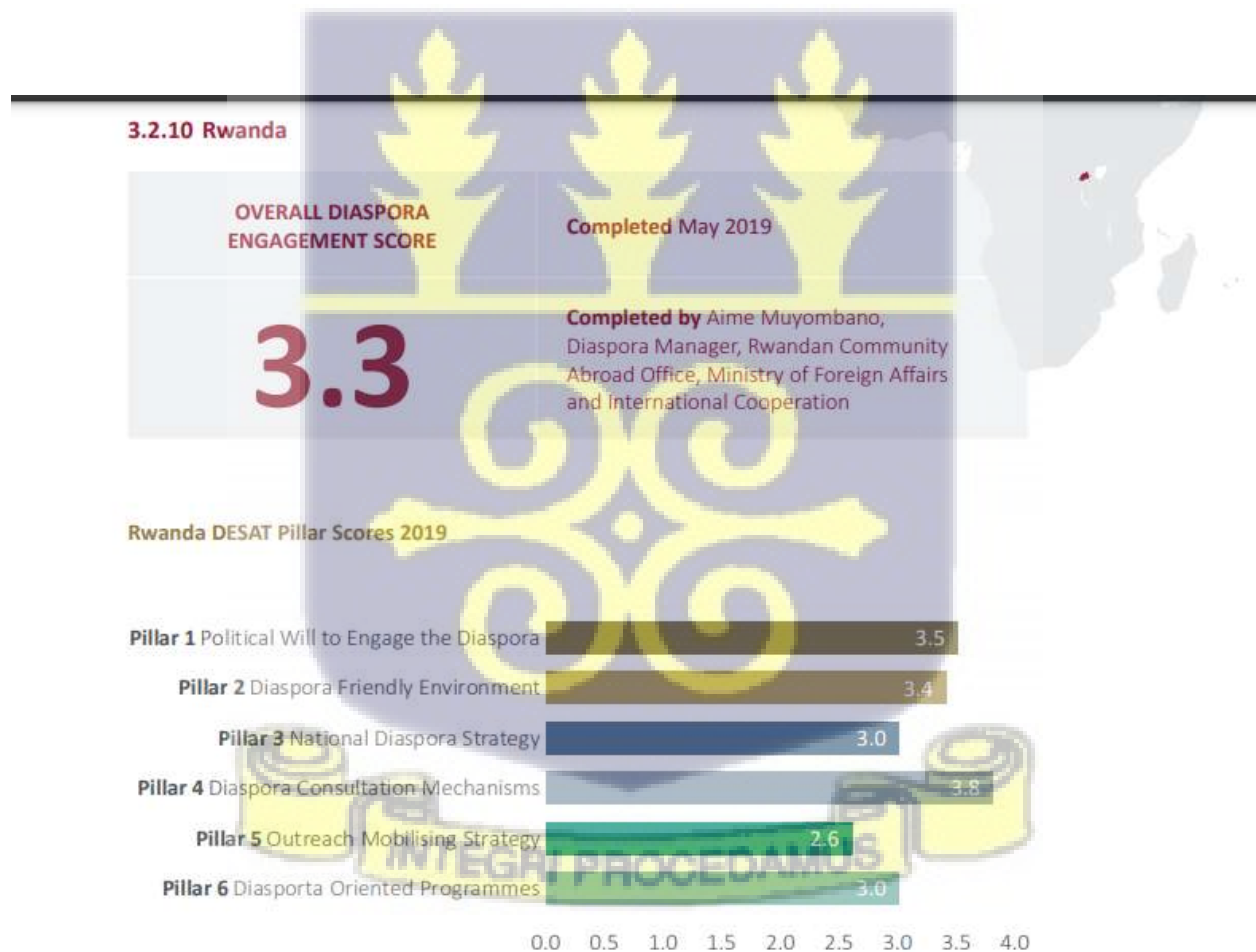 3.2.10 Rwanda
OVERALL DIASPORA
ENGAGEMENT SCORE
Completed May 2019
3.3
Completed by Aime Muyombano,
Diaspora Manager, Rwandan Community
Abroad Office, Ministry of Foreign Affairs
and International Cooperation
Rwanda DESAT Pillar Scores 2019
Pillar 1 Political Will to Engage the Diaspora 3.5
Pillar 2 Diaspora Friendly Environment 3.4
Pillar 3 National Diaspora Strategy 3.0
Pillar 4 Diaspora Consultation Mechanisms 3.8
Pillar 5 Outreach Mobilising Strategy 2.6
INTEGRI PROCEDAMUS
Pillar 6 Diasporta Oriented Programmes 3.0
0.0 0.5 1.0 1.5 2.0 2.5 3.0 3.5 4.0